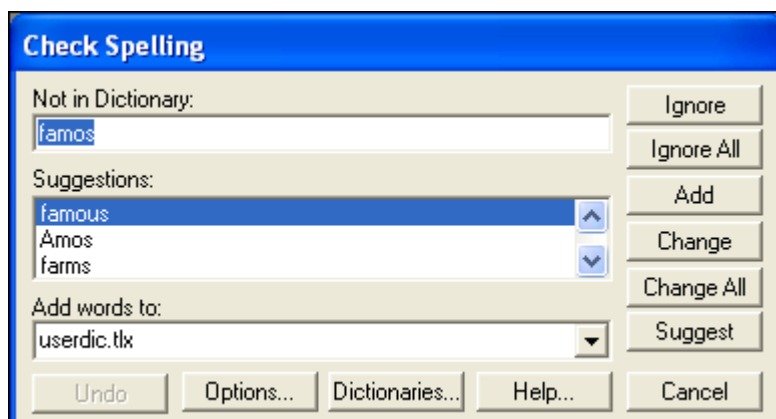 Check Spelling
Not in Dictionary:
famos
Suggestions:
famous
Amos
farms
Add words to:
userdic.tlx
Ignore
Ignore All
Add
Change
Change All
Suggest
Undo
Options...
Dictionaries...
Help...
Cancel